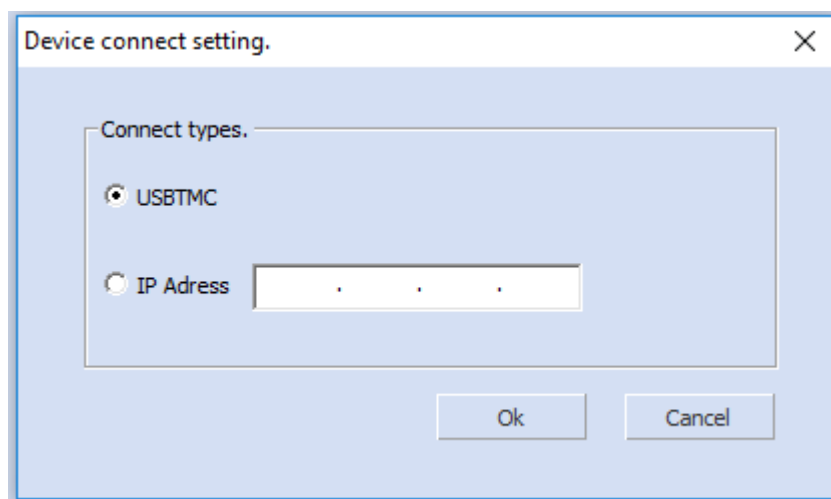 Device connect setting.
Connect types.
USBTMC
IP Adress . . .
Ok Cancel